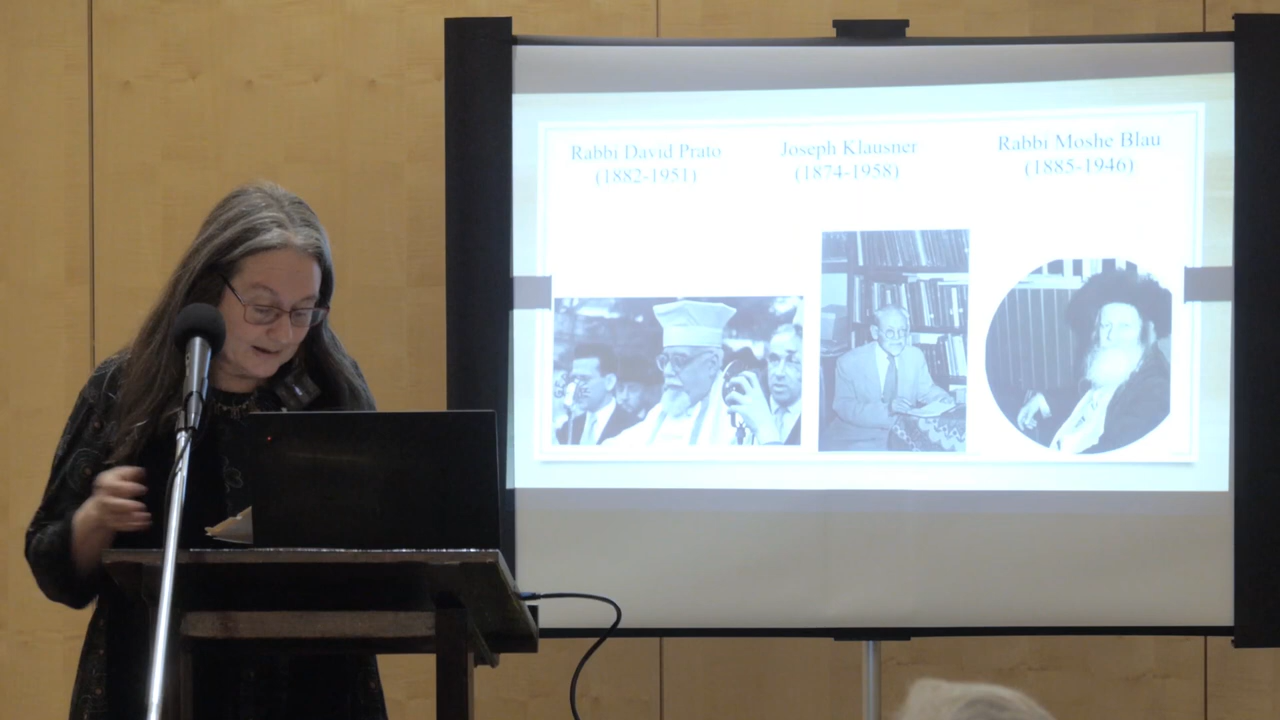 Rabbi David Prato
(1882-1951)
Joseph Klausner
(1874-1958)
Rabbi Moshe Blau
(1885-1946)